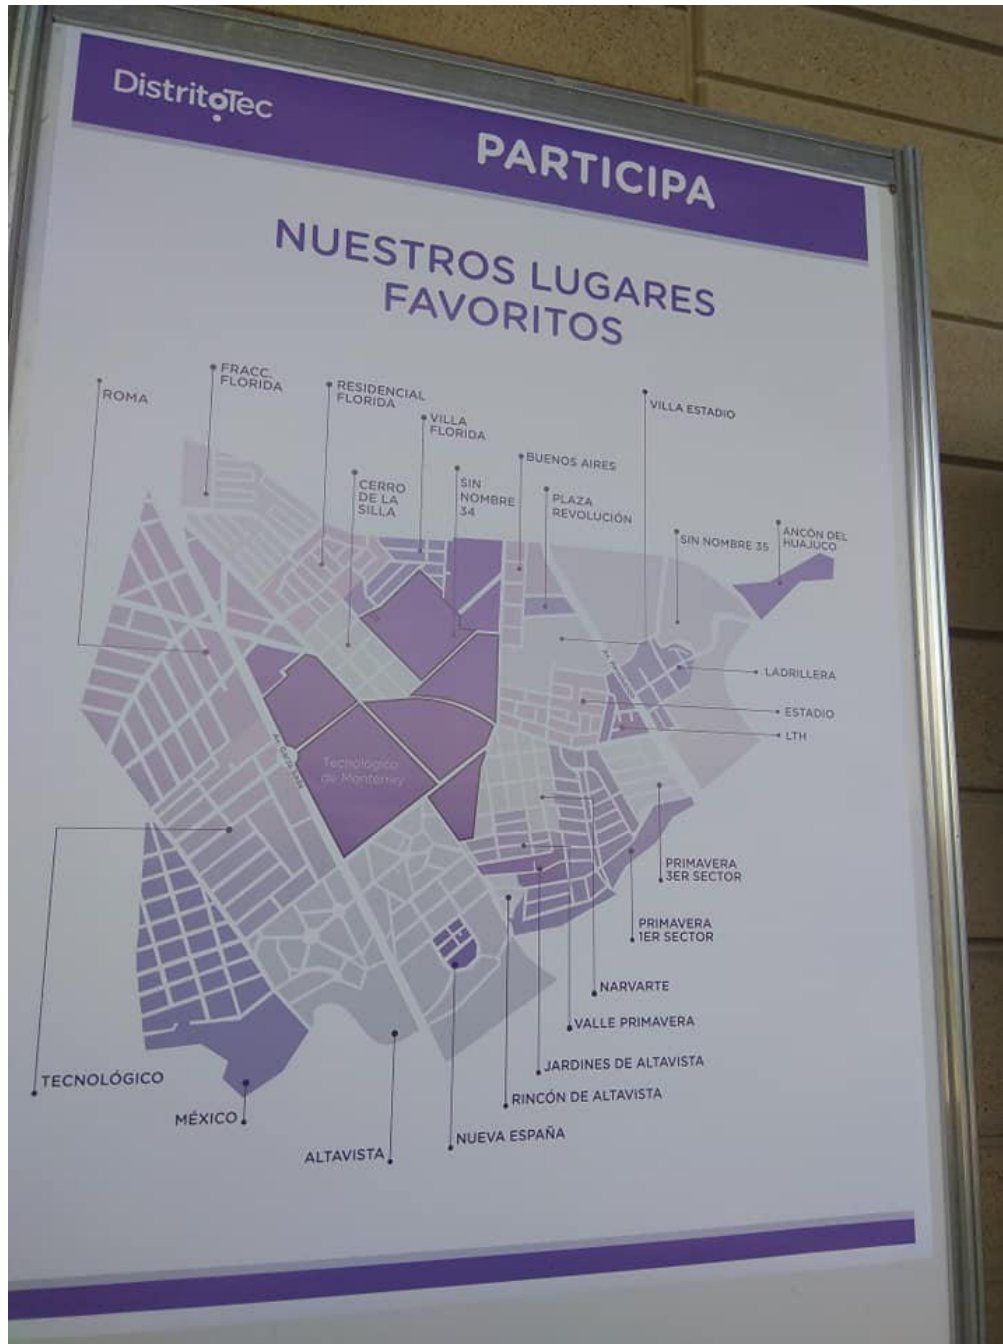 DistritoTec
PARTICIPA
NUESTROS LUGARES
FAVORITOS
ROMA
FRACC.
FLORIDA
RESIDENCIAL
FLORIDA
VILLA
FLORIDA
VILLA ESTADIO
CERRO
DE LA
SILLA
SIN
NOMBRE
34
BUENOS AIRES
PLAZA
REVOLUCIÓN
SIN NOMBRE 35
ANCÓN DEL
HUAJUCO
LADRILLERA
ESTADIO
LTH
Av. Garza Sada
Tecnológico
de Monterrey
PRIMAVERA
3ER SECTOR
PRIMAVERA
1ER SECTOR
NARVARTE
VALLE PRIMAVERA
JARDINES DE ALTAVISTA
RINCÓN DE ALTAVISTA
TECNOLÓGICO
MÉXICO
NUEVA ESPAÑA
ALTAVISTA